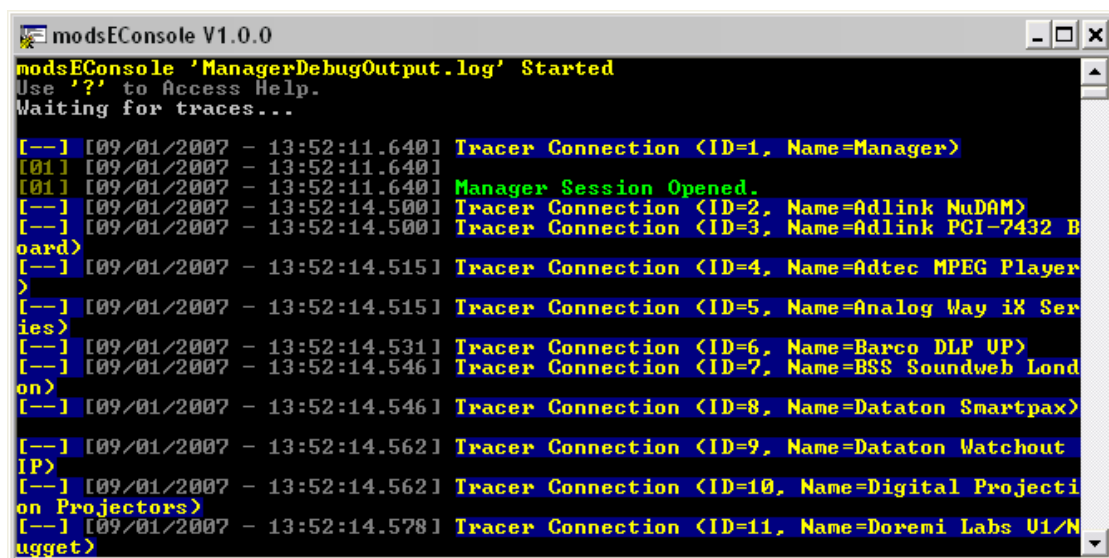 modsEConsole V1.0.0
modsEConsole 'ManagerDebugOutput.log' Started
Use '?' to Access Help.
Waiting for traces...
[--] [09/01/2007 - 13:52:11.640] Tracer Connection (ID=1, Name=Manager)
[01] [09/01/2007 - 13:52:11.640]
[01] [09/01/2007 - 13:52:11.640] Manager Session Opened.
[--] [09/01/2007 - 13:52:14.500] Tracer Connection (ID=2, Name=Adlink NuDAM)
[--] [09/01/2007 - 13:52:14.500] Tracer Connection (ID=3, Name=Adlink PCI-7432 B
oard)
[--] [09/01/2007 - 13:52:14.515] Tracer Connection (ID=4, Name=Adtec MPEG Player
)
[--] [09/01/2007 - 13:52:14.515] Tracer Connection (ID=5, Name=Analog Way iX Ser
ies)
[--] [09/01/2007 - 13:52:14.531] Tracer Connection (ID=6, Name=Barco DLP VP)
[--] [09/01/2007 - 13:52:14.546] Tracer Connection (ID=7, Name=BSS Soundweb Lond
on)
[--] [09/01/2007 - 13:52:14.546] Tracer Connection (ID=8, Name=Dataton Smartpax)
[--] [09/01/2007 - 13:52:14.562] Tracer Connection (ID=9, Name=Dataton Watchout
IP)
[--] [09/01/2007 - 13:52:14.562] Tracer Connection (ID=10, Name=Digital Projecti
on Projectors)
[--] [09/01/2007 - 13:52:14.578] Tracer Connection (ID=11, Name=Doremi Labs V1/N
ugget)